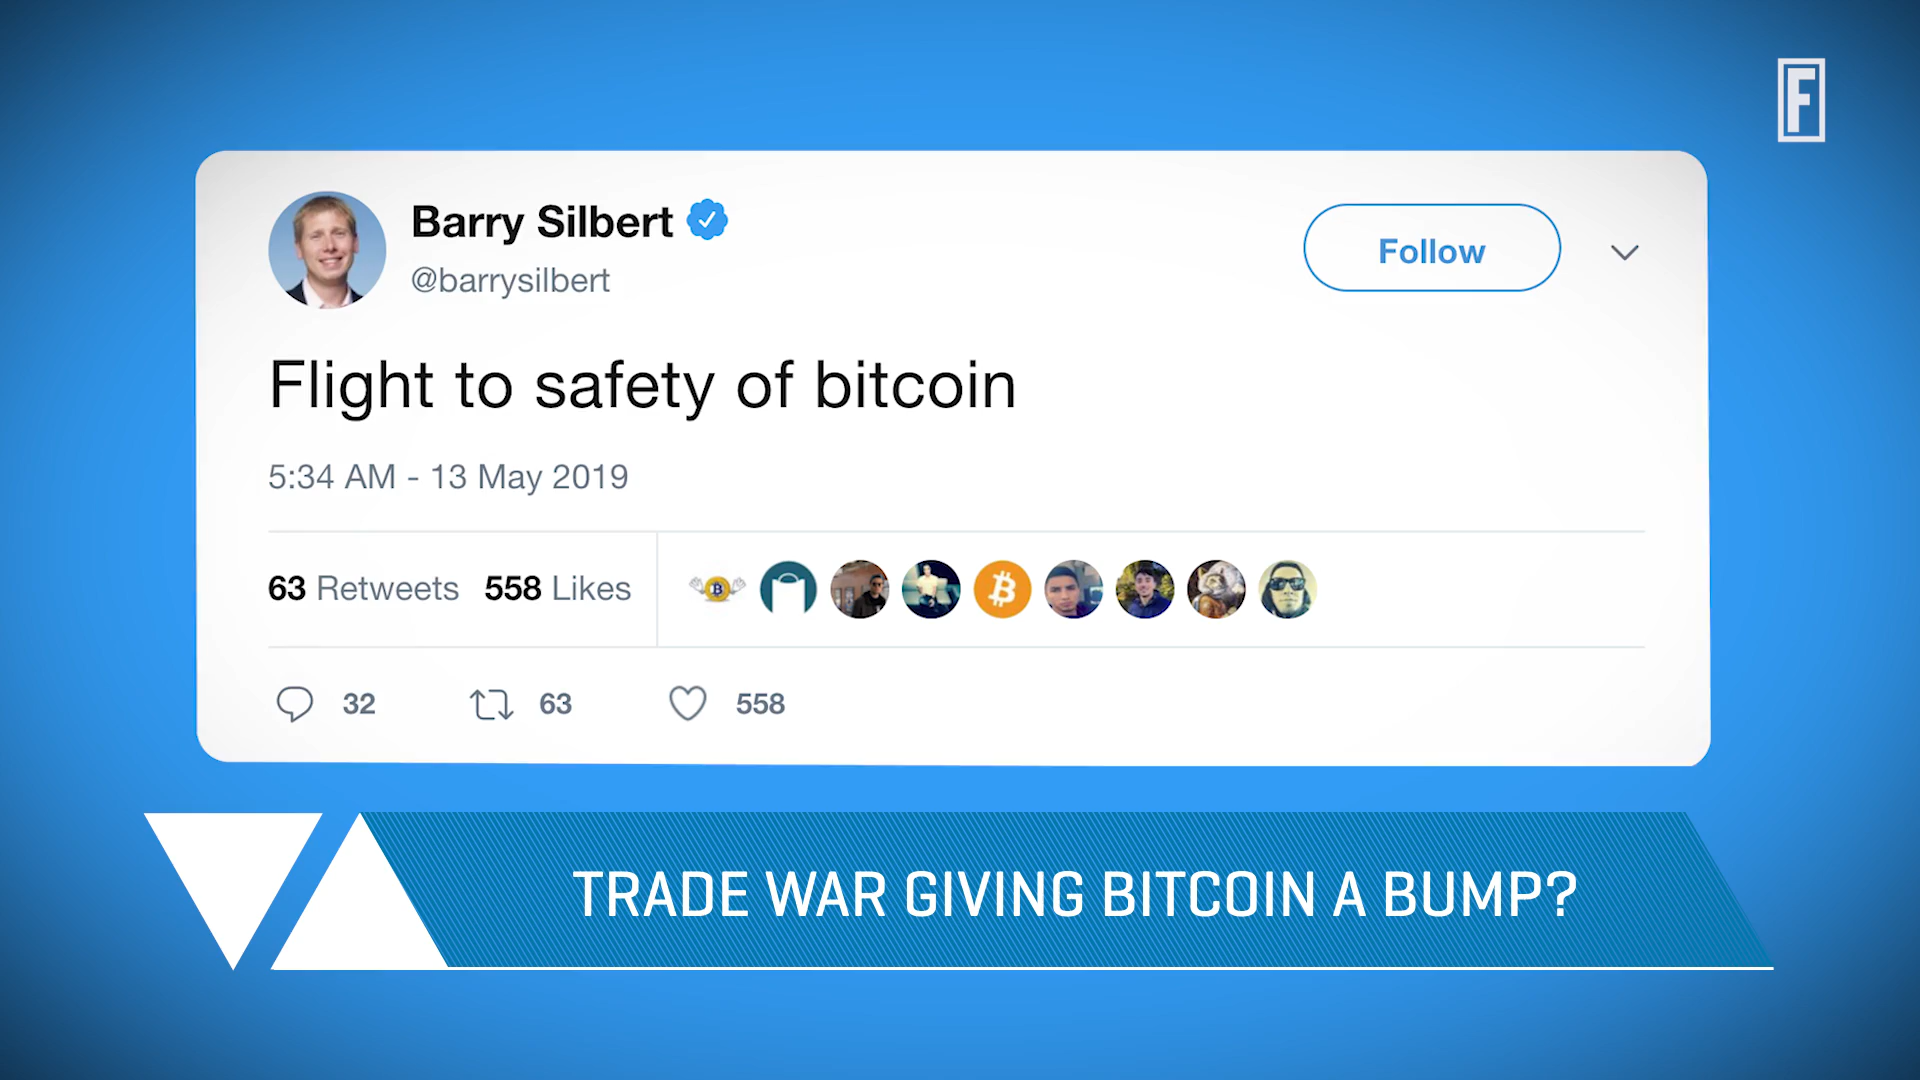 F
Barry Silbert
@barrysilbert
Follow
Flight to safety of bitcoin
5:34 AM - 13 May 2019
63 Retweets 558 Likes
32 63 558
TRADE WAR GIVING BITCOIN A BUMP?